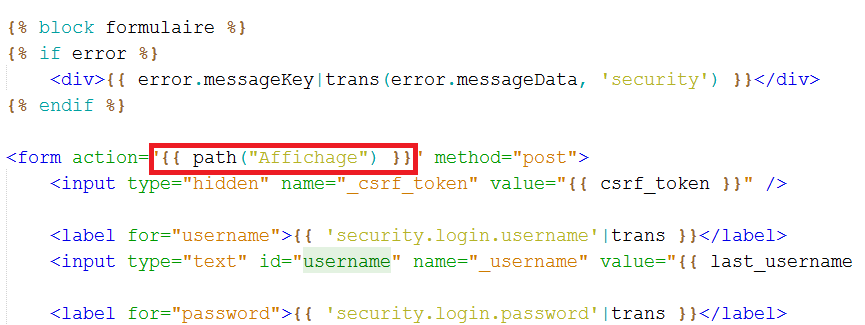 {% block formulaire %}
{% if error %}
<div>{{ error.messageKey|trans(error.messageData, 'security') }}</div>
{% endif %}
<form action="{{ path("Affichage") }}" method="post">
<input type="hidden" name="_csrf_token" value="{{ csrf_token }}" />
<label for="username">{{ 'security.login.username'|trans }}</label>
<input type="text" id="username" name="_username" value="{{ last_username
<label for="password">{{ 'security.login.password'|trans }}</label>